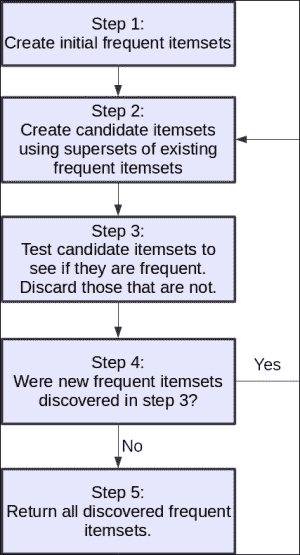 Step 1:
Create initial frequent itemsets
Step 2:
Create candidate itemsets
using supersets of existing
frequent itemsets
Step 3:
Test candidate itemsets to
see if they are frequent.
Discard those that are not.
Step 4:
Were new frequent itemsets
discovered in step 3?
Yes
No
Step 5:
Return all discovered frequent
itemsets.